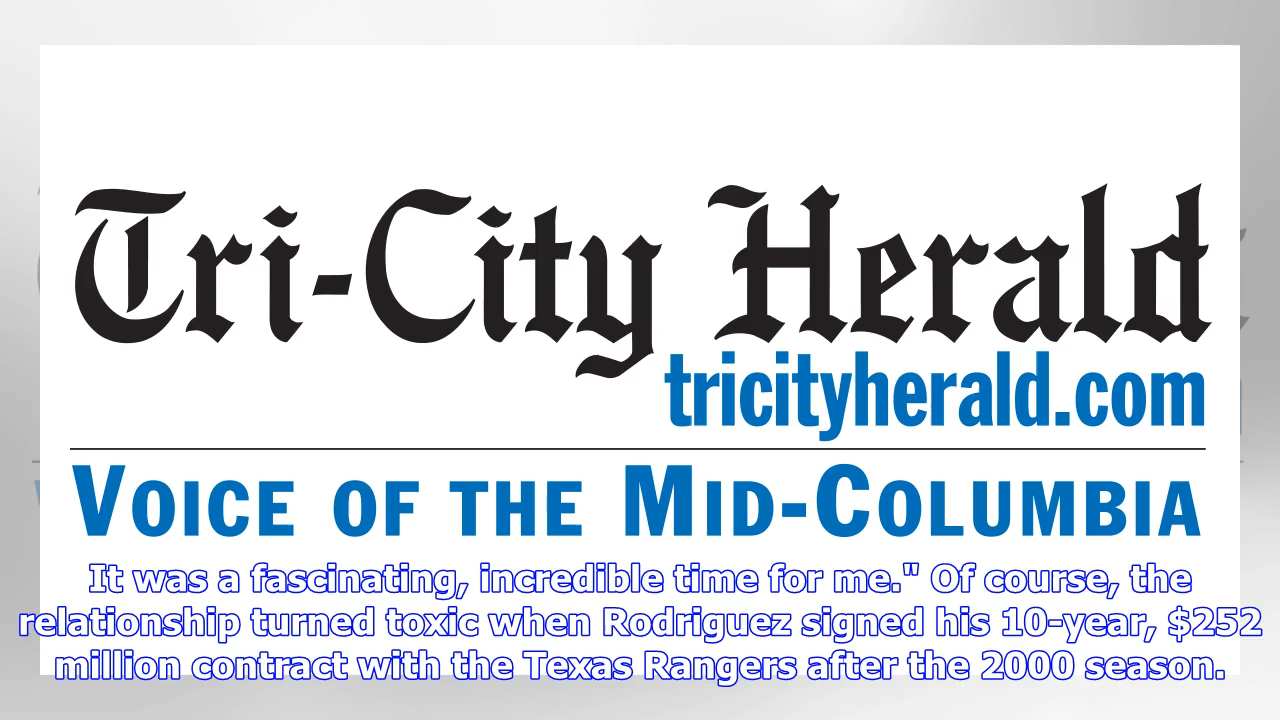 Tri-City Herald
tricityherald.com
VOICE OF THE MID-COLUMBIA
It was a fascinating, incredible time for me." Of course, the
relationship turned toxic when Rodriguez signed his 10-year, $252
million contract with the Texas Rangers after the 2000 season.